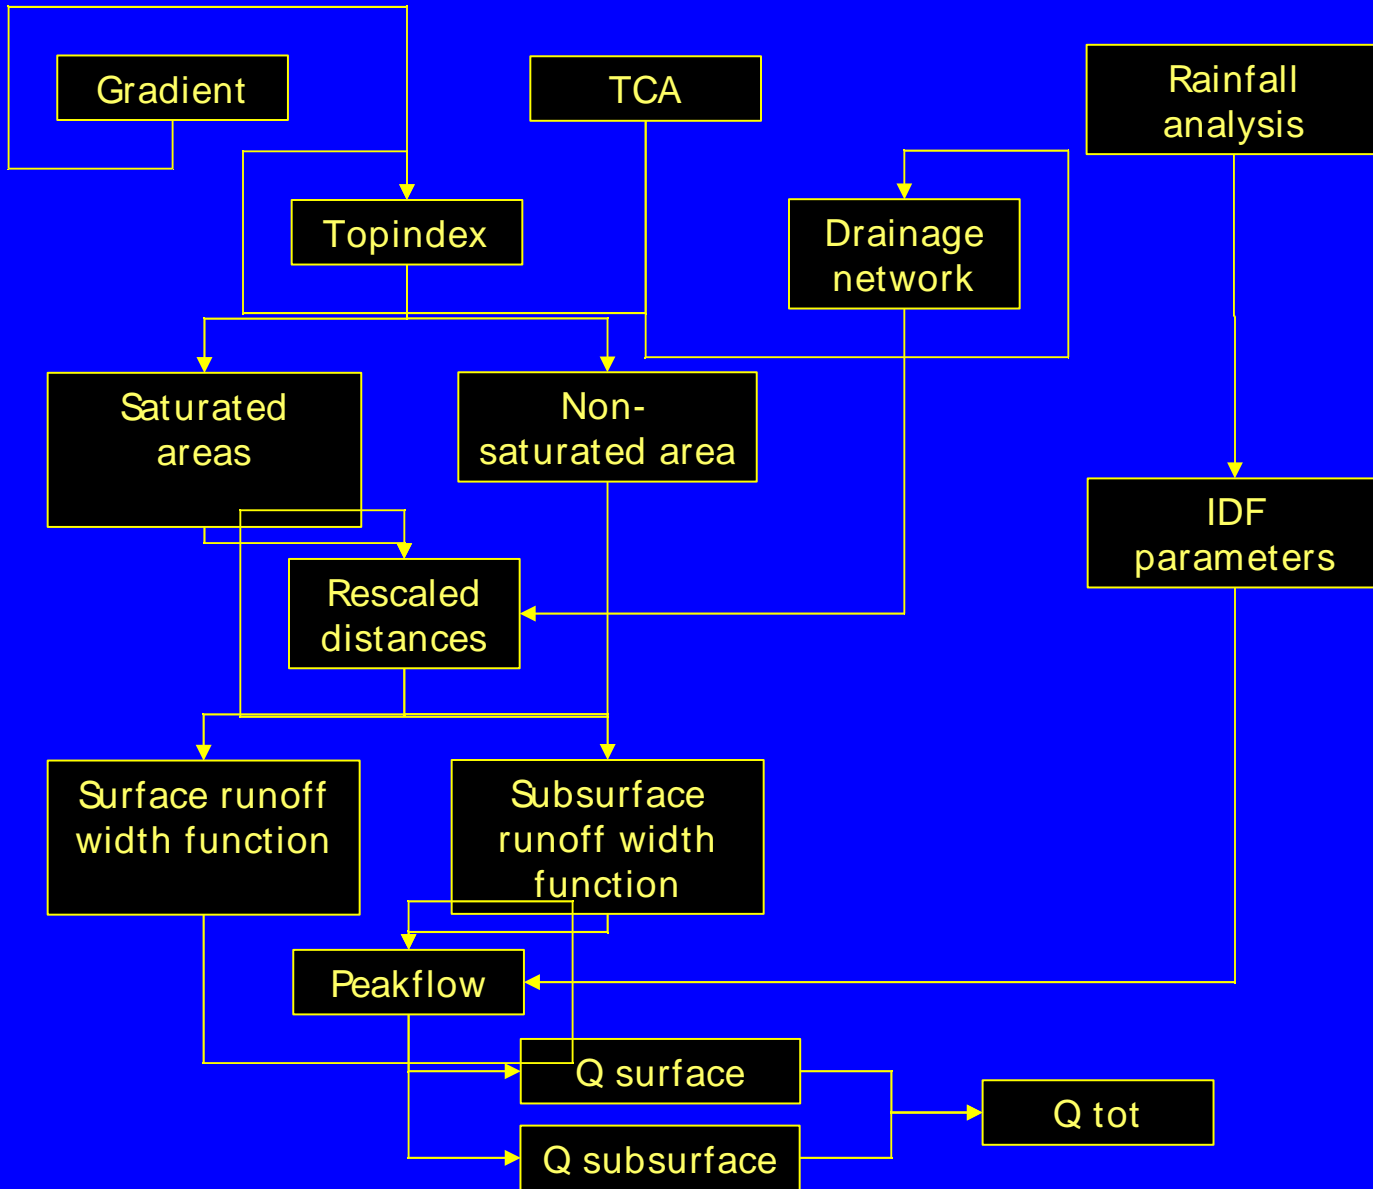 Gradient
TCA
Rainfall
analysis
Topindex
Drainage
network
Saturated
areas
Non-
saturated area
IDF
parameters
Rescaled
distances
Surface runoff
width function
Subsurface
runoff width
function
Peakflow
Q surface
Q tot
Q subsurface